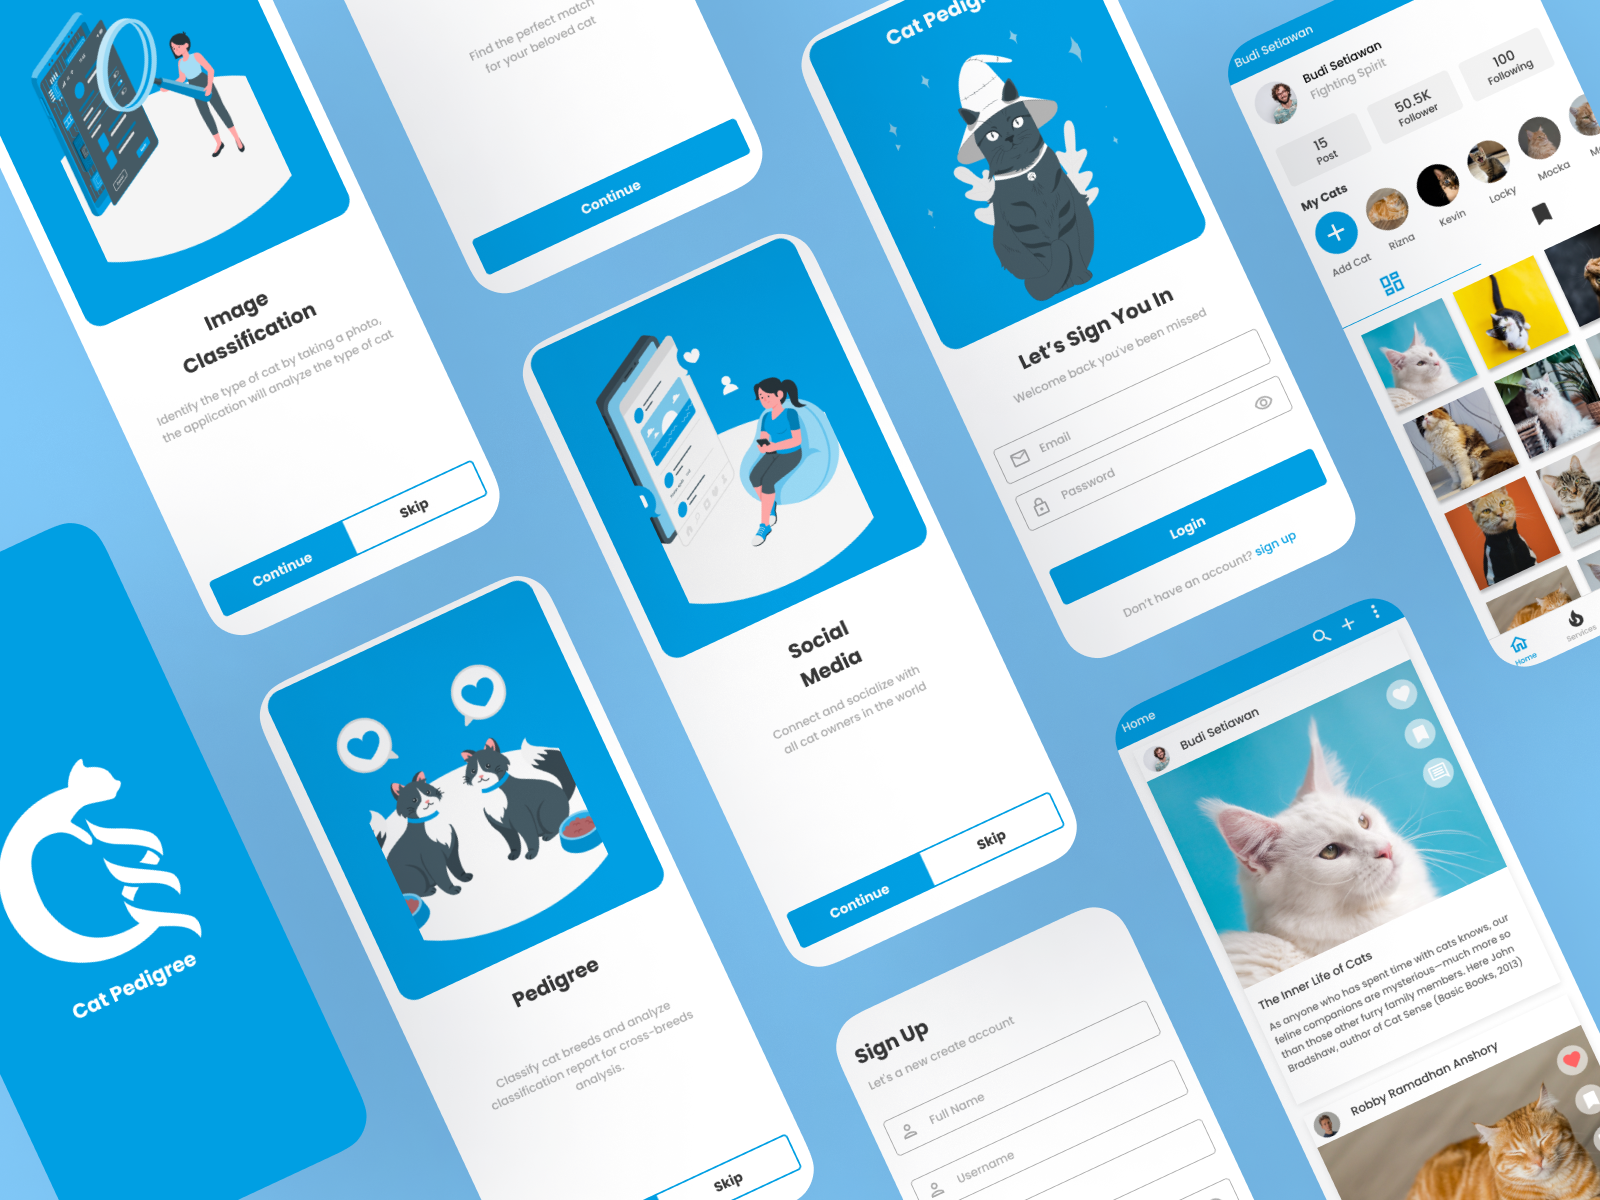 Image
Classification
Identify the type of cat by taking a photo,
the application will analyze the type of cat
Continue
Skip
Find the perfect match
for your beloved cat
Continue
Cat Pedigree
Pedigree
Classify cat breeds and analyze
classification report for cross-breeds
analysis.
Skip
Social
Media
Connect and socialize with
all cat owners in the world
Continue
Skip
Cat
Let's Sign You In
Welcome back you've been missed
Email
Password
Login
Don't have an account? sign up
Sign Up
Let's a new create account
Full Name
Username
Budi Setiawan
Budi Setiawan
Fighting Spirit
15
Post
50.5K
Follower
100
Following
My Cats
Add Cat
Rizna
Kevin
Locky
Mocka
Home
Services
Home
Budi Setiawan
The Inner Life of Cats
As anyone who has spent time with cats knows, our
feline companions are mysterious—much more so
than those other furry family members. Here John
Bradshaw, author of Cat Sense (Basic Books, 2013)
Robby Ramadhan Anshory